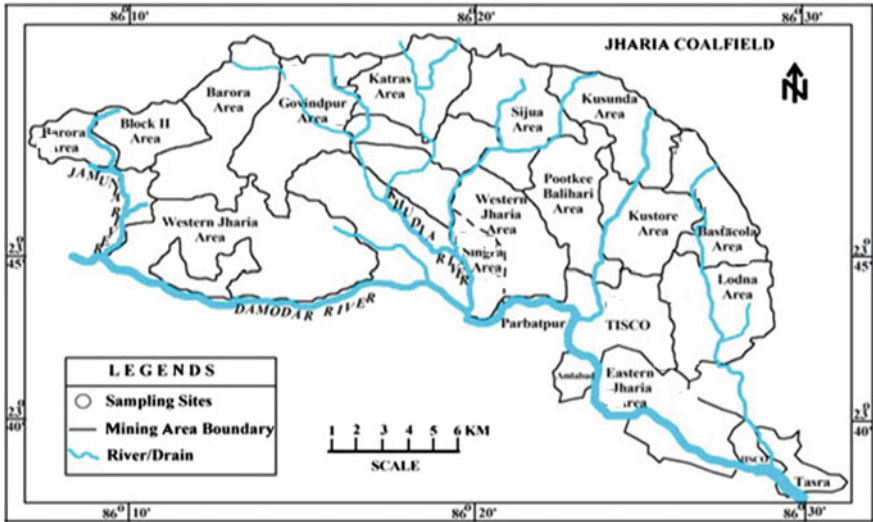 86°10'
86°20'
86°30'
JHARIA COALFIELD
N
Barora
Area
Block II
Area
Barora
Area
Govindpur
Area
Katras
Area
Sijua
Area
Kusunda
Area
JAMUNIA RIVER
Western Jharia
Area
KHUDIA RIVER
Western
Jharia
Area
Pootkee
Balihari
Area
Kustore
Area
Bastacola
Area
Lodna
Area
Area
DAMODAR RIVER
Parbatpur
TISCO
Amlabad
Eastern
Jharia
Area
TISCO
Tasra
23°
45'
23°
45'
23°
40'
23°
40'
LEGENDS
Sampling Sites
Mining Area Boundary
River/Drain
1 2 3 4 5 6 KM
SCALE
86°10'
86°20'
86°30'